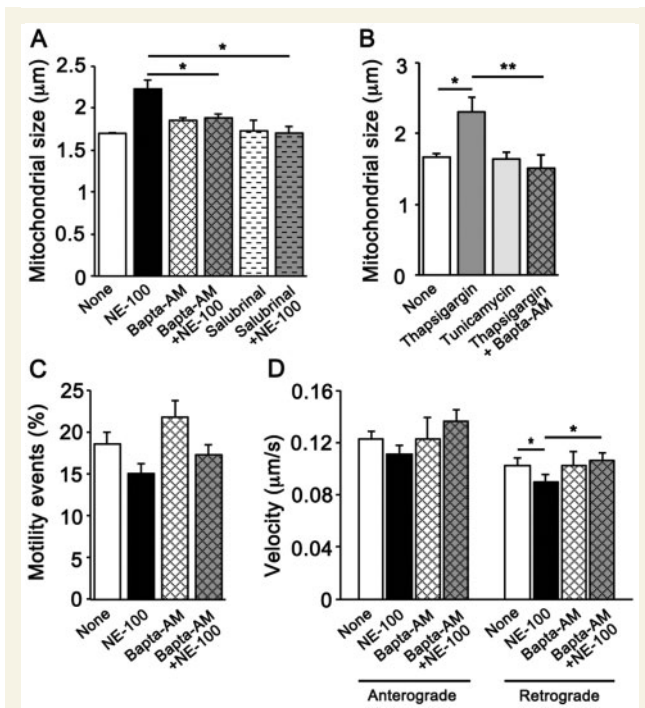 A
Mitochondrial size (μm)
2.5
2
1.5
1
0.5
0
*
*
None
NE-100
Bapta-AM
Bapta-AM
+NE-100
Salubrinal
Salubrinal
+NE-100
B
Mitochondrial size (μm)
3
2
1
0
*
**
None
Thapsigargin
Tunicamycin
Thapsigargin
+ Bapta-AM
C
Motility events (%)
25
20
15
10
5
0
None
NE-100
Bapta-AM
Bapta-AM
+NE-100
D
Velocity (μm/s)
0.16
0.12
0.08
0.04
0
*
*
None
NE-100
Bapta-AM
Bapta-AM
+NE-100
None
NE-100
Bapta-AM
Bapta-AM
+NE-100
Anterograde
Retrograde